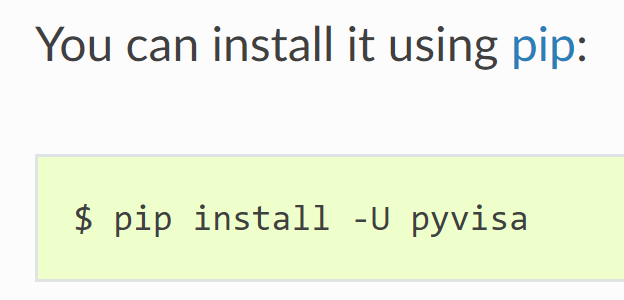 You can install it using pip:
$ pip install -U pyvisa